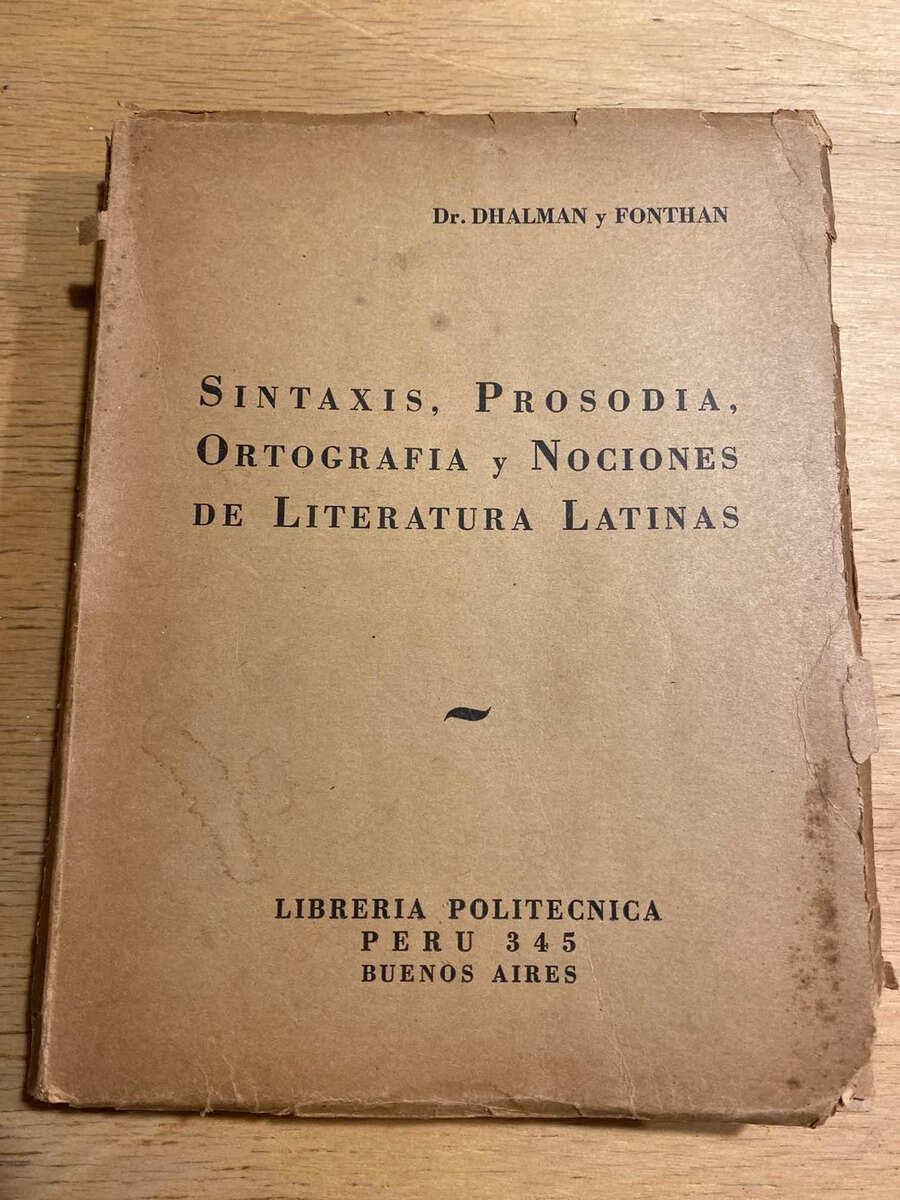 Dr. DHALMAN y FONTHAN
SINTAXIS, PROSODIA,
ORTOGRAFIA y NOCIONES
DE LITERATURA LATINAS
LIBRERIA POLITECNICA
PERU 345
BUENOS AIRES